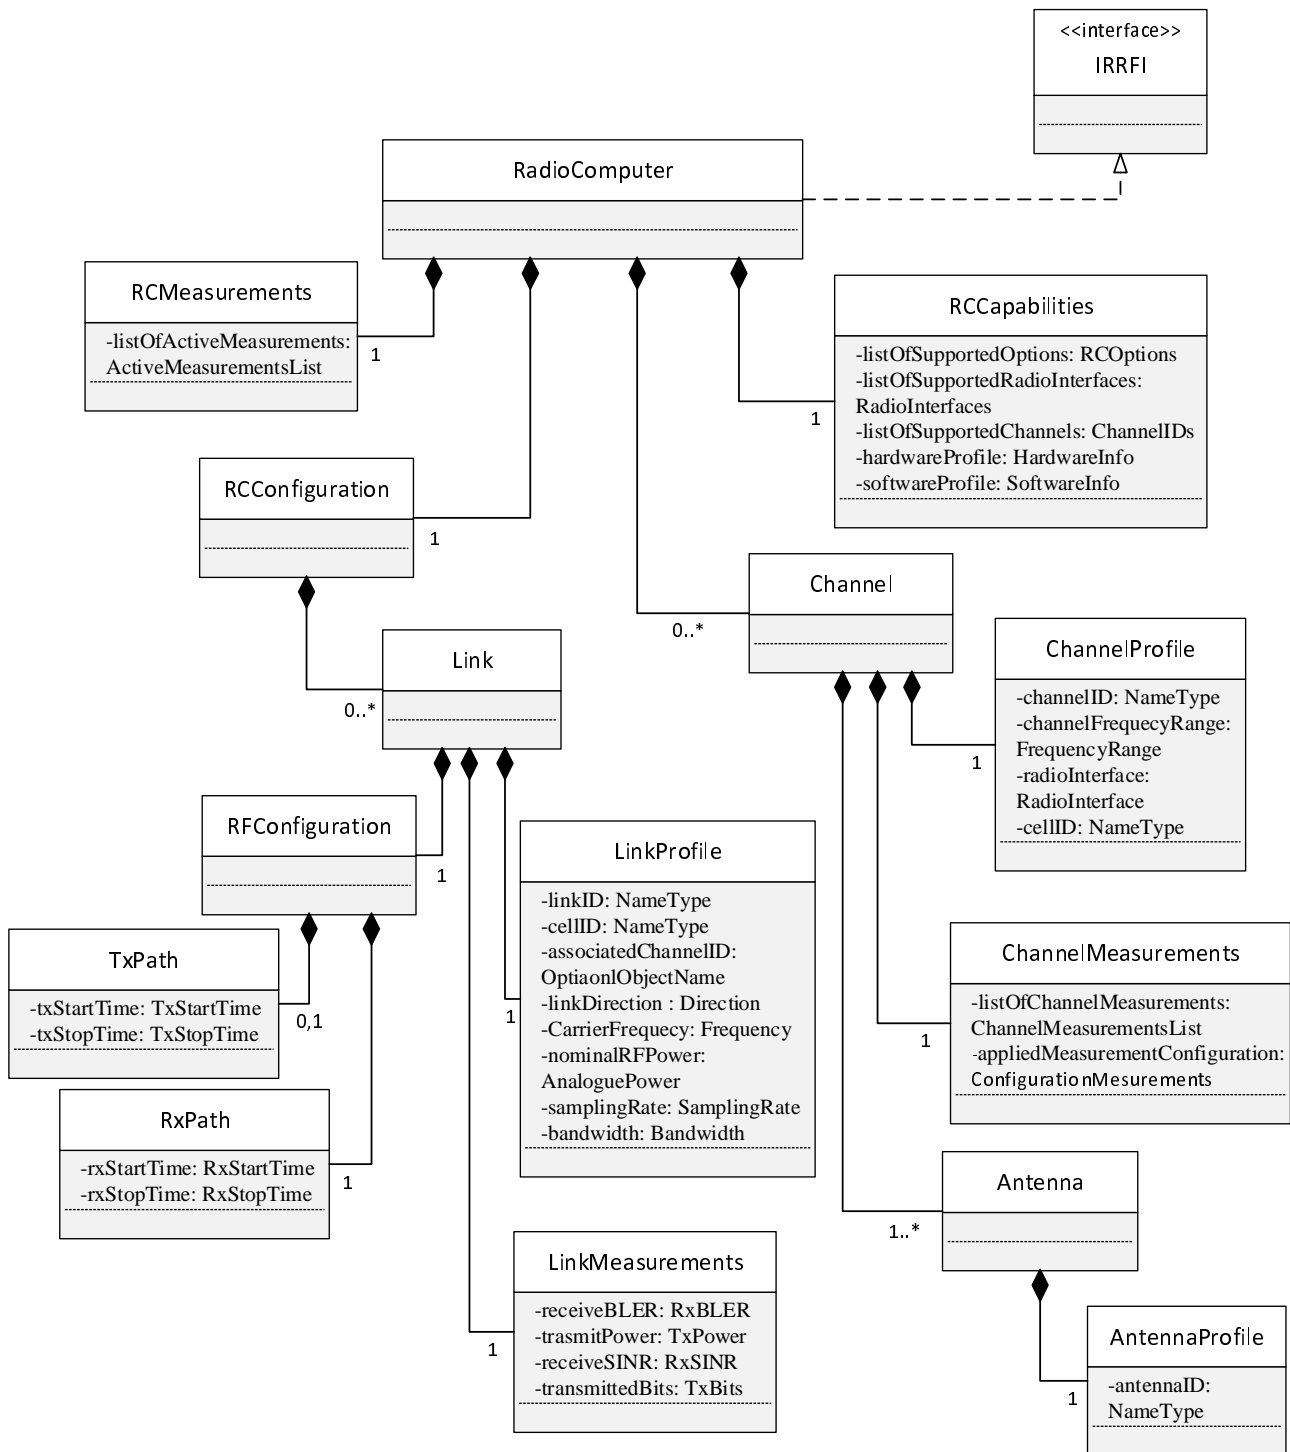 <<interface>>
IRRFI
RadioComputer
RCMeasurements
-listOfActiveMeasurements:
ActiveMeasurementsList
1
RCCapabilities
-listOfSupportedOptions: RCOptions
-listOfSupportedRadioInterfaces:
RadioInterfaces
-listOfSupportedChannels: ChannelIDs
-hardwareProfile: HardwareInfo
-softwareProfile: SoftwareInfo
1
RCConfiguration
1
Channel
0..*
Link
0..*
ChannelProfile
-channelID: NameType
-channelFrequecyRange:
FrequencyRange
-radioInterface:
RadioInterface
-cellID: NameType
1
RFConfiguration
1
LinkProfile
-linkID: NameType
-cellID: NameType
-associatedChannelID:
OptiaonlObjectName
-linkDirection : Direction
-CarrierFrequecy: Frequency
-nominalRFPower:
AnaloguePower
-samplingRate: SamplingRate
-bandwidth: Bandwidth
1
TxPath
-txStartTime: TxStartTime
-txStopTime: TxStopTime
0,1
ChannelMeasurements
-listOfChannelMeasurements:
ChannelMeasurementsList
-appliedMeasurementConfiguration:
ConfigurationMesurements
1
RxPath
-rxStartTime: RxStartTime
-rxStopTime: RxStopTime
1
Antenna
1..*
LinkMeasurements
-receiveBLER: RxBLER
-trasmitPower: TxPower
-receiveSINR: RxSINR
-transmittedBits: TxBits
1
AntennaProfile
-antennaID:
NameType
1